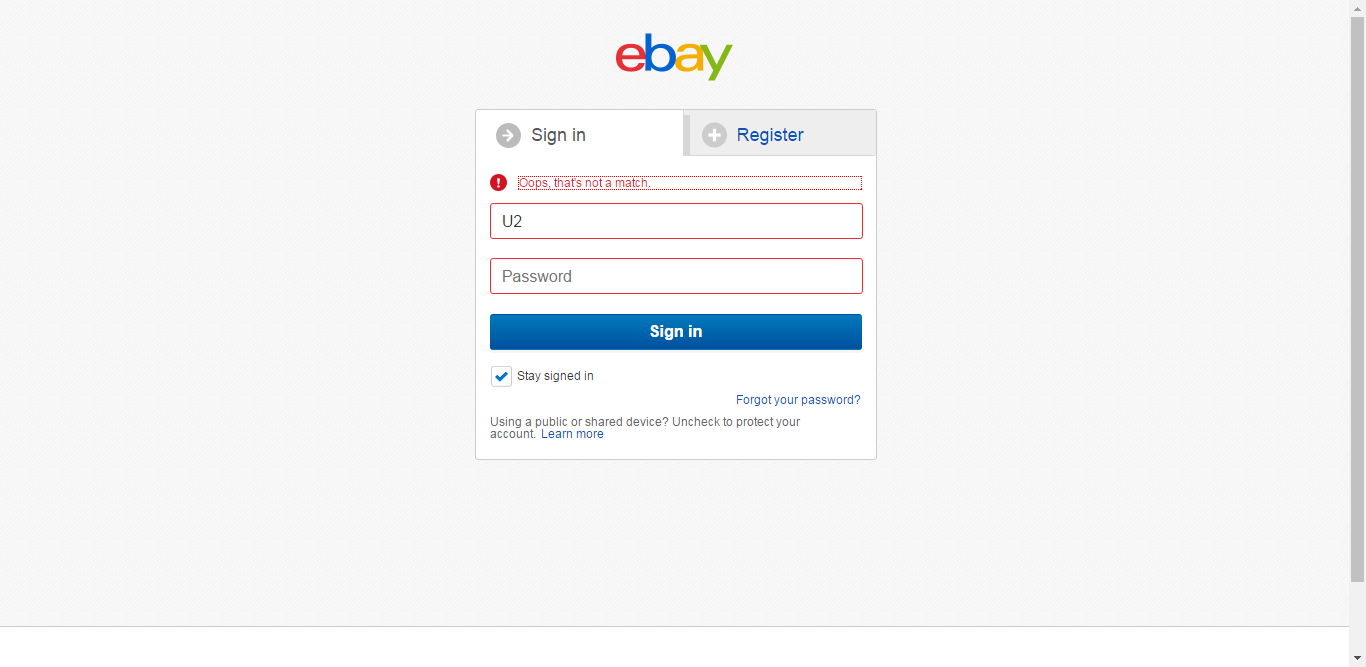 ebay
Sign in
Register
Oops, that's not a match.
U2
Password
Sign in
Stay signed in
Forgot your password?
Using a public or shared device? Uncheck to protect your
account. Learn more